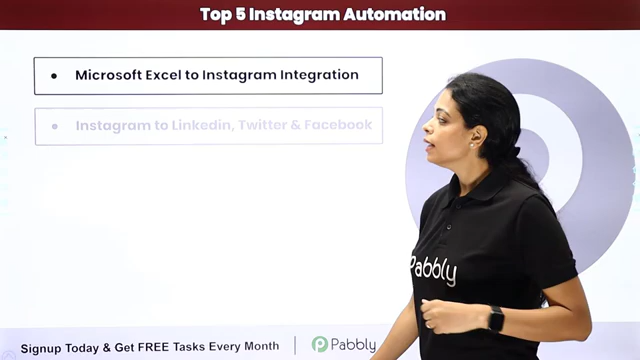 Top 5 Instagram Automation
• Microsoft Excel to Instagram Integration
• Instagram to Linkedin, Twitter & Facebook
Pabbly
Signup Today & Get FREE Tasks Every Month | Pabbly